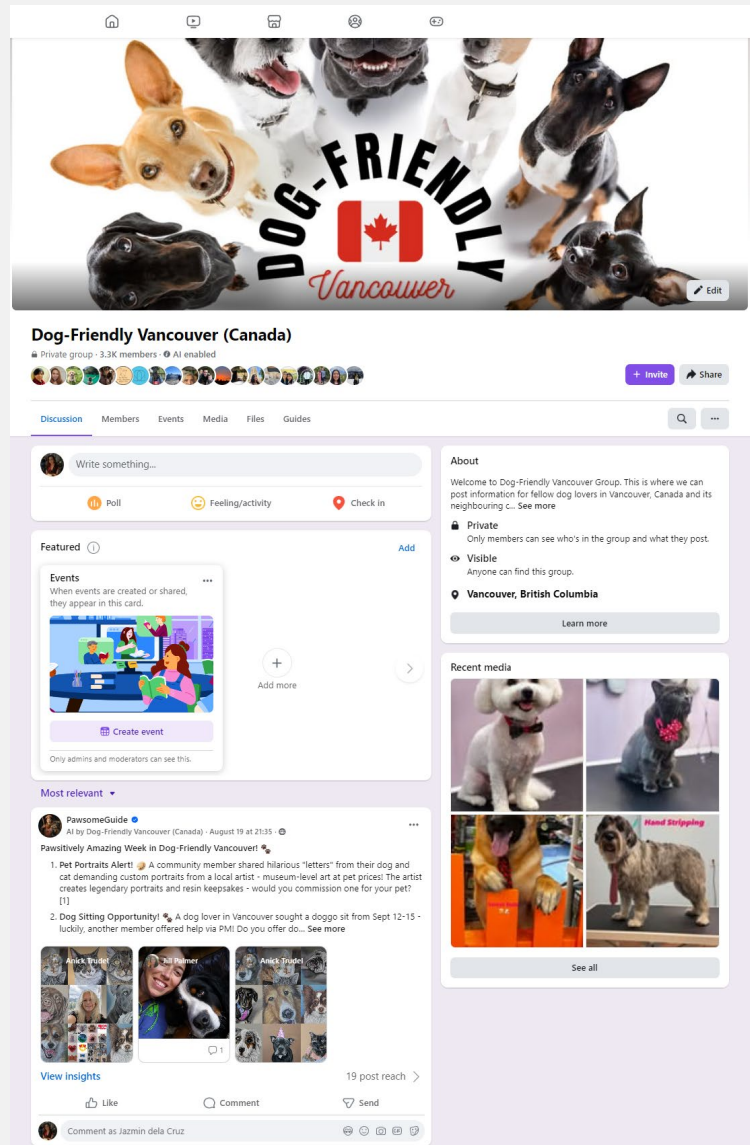 DOG-FRIENDLY
Vancouver
Edit
Dog-Friendly Vancouver (Canada)
Private group · 3.3K members · AI enabled
+ Invite
Share
Discussion
Members
Events
Media
Files
Guides
Write something...
Poll
Feeling/activity
Check in
Featured
Add
Events
When events are created or shared,
they appear in this card.
Create event
Only admins and moderators can see this.
Add more
Most relevant
PawsomeGuide
AI by Dog-Friendly Vancouver (Canada) · August 19 at 21:35 ·
Pawsitively Amazing Week in Dog-Friendly Vancouver! 🐾
1. Pet Portraits Alert! 🎨 A community member shared hilarious "letters" from their dog and
cat demanding custom portraits from a local artist - museum-level art at pet prices! The artist
creates legendary portraits and resin keepsakes - would you commission one for your pet?
[1]
2. Dog Sitting Opportunity! 🐾 A dog lover in Vancouver sought a doggo sit from Sept 12-15 -
luckily, another member offered help via PM! Do you offer do... See more
Anick Trudel
Jill Palmer
Anick Trudel
1
View insights
19 post reach
Like
Comment
Send
Comment as Jazmin dela Cruz
About
Welcome to Dog-Friendly Vancouver Group. This is where we can
post information for fellow dog lovers in Vancouver, Canada and its
neighbouring c... See more
Private
Only members can see who's in the group and what they post.
Visible
Anyone can find this group.
Vancouver, British Columbia
Learn more
Recent media
Hand Stripping
See all